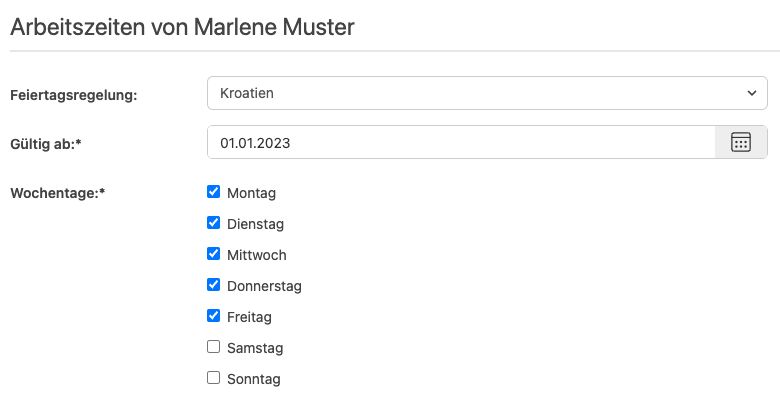 Arbeitszeiten von Marlene Muster
Feiertagsregelung:
Kroatien
Gültig ab:*
01.01.2023
Wochentage:*
Montag
Dienstag
Mittwoch
Donnerstag
Freitag
Samstag
Sonntag